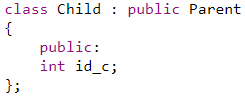 class Child : public Parent
{
    public:
    int id_c;
};